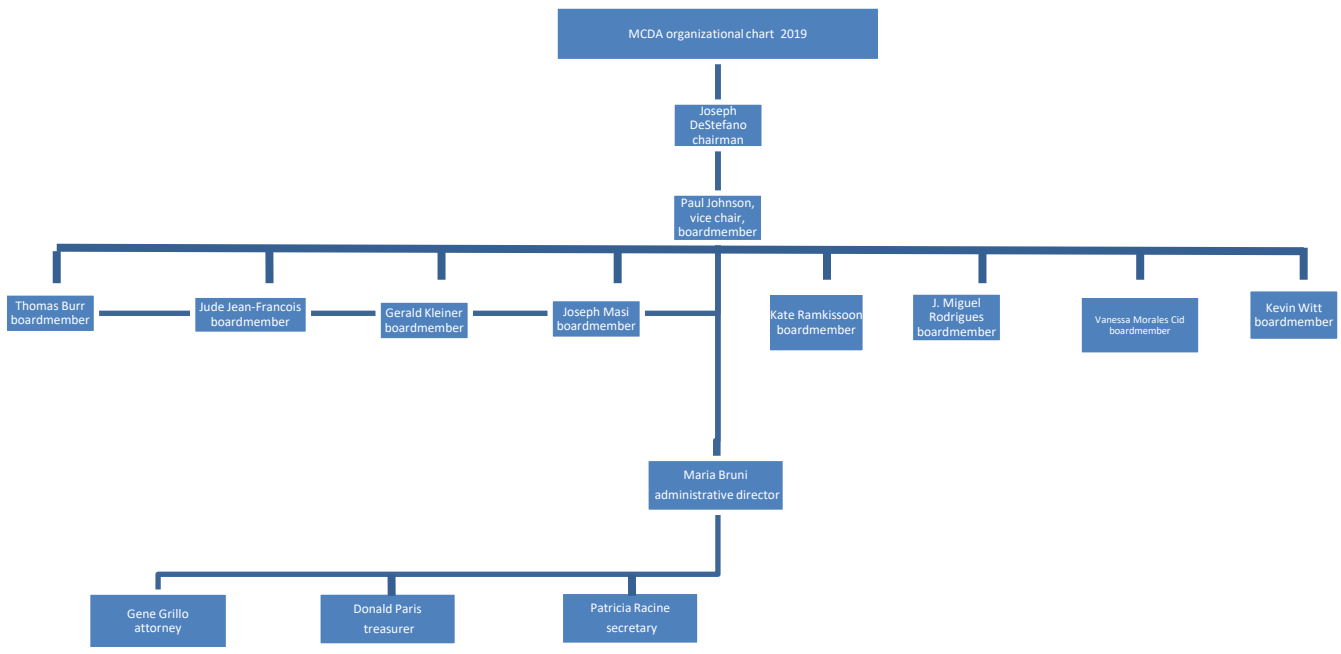 MCDA organizational chart  2019
Joseph
DeStefano
chairman
Paul Johnson,
vice chair,
boardmember
Thomas Burr
boardmember
Jude Jean-Francois
boardmember
Gerald Kleiner
boardmember
Joseph Masi
boardmember
Kate Ramkissoon
boardmember
J. Miguel
Rodrigues
boardmember
Vanessa Morales Cid
boardmember
Kevin Witt
boardmember
Maria Bruni
administrative director
Gene Grillo
attorney
Donald Paris
treasurer
Patricia Racine
secretary